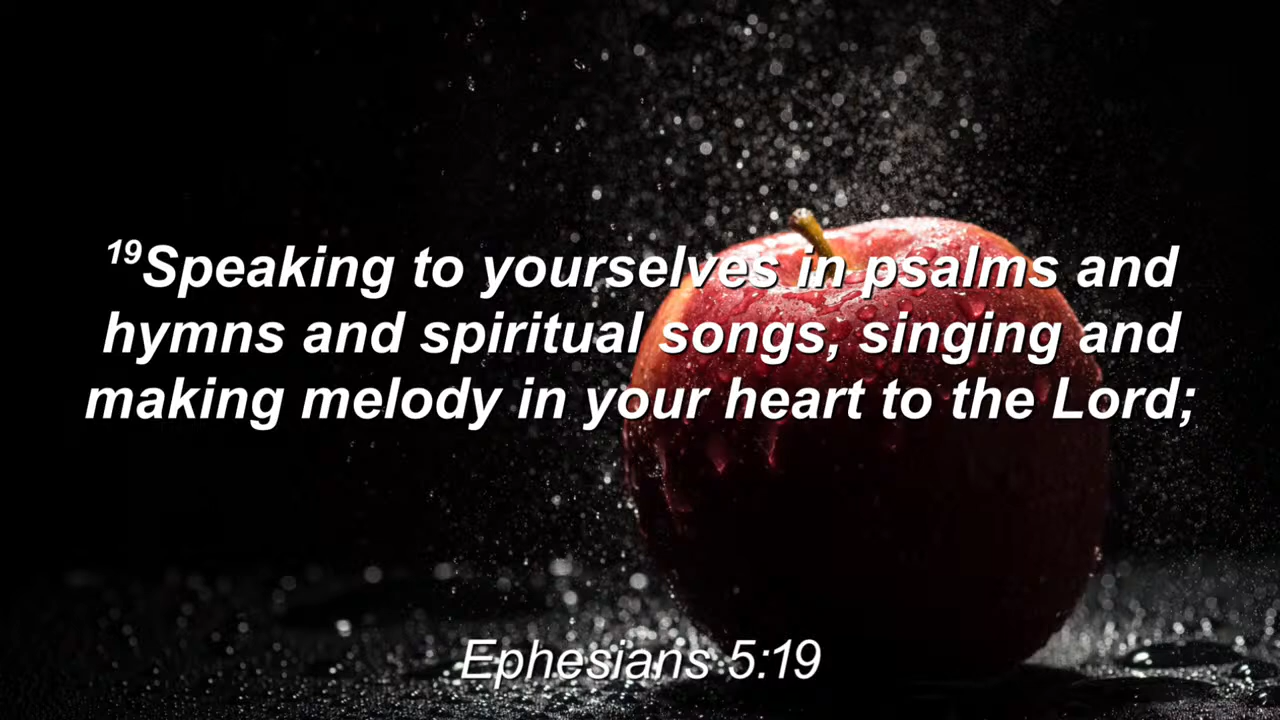 ¹⁹Speaking to yourselves in psalms and
hymns and spiritual songs, singing and
making melody in your heart to the Lord;
Ephesians 5:19